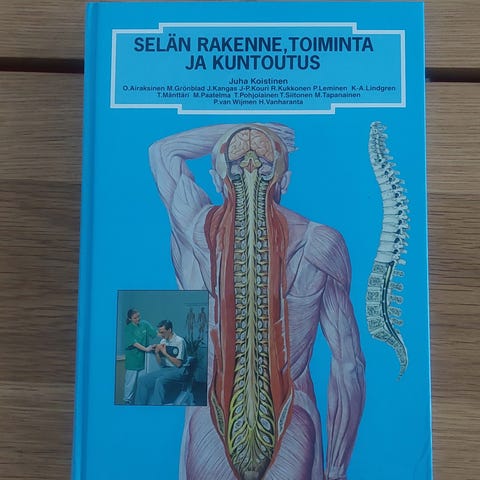 SELÄN RAKENNE, TOIMINTA
JA KUNTOUTUS
Juha Koistinen
O.Airaksinen M.Grönblad J.Kangas J-P.Kouri R.Kukkonen P.Leminen K-A.Lindgren
T.Mänttäri M.Paatelma T.Pohjolainen T.Siltonen M.Tapanainen
P.van Wijmen H.Vanharanta